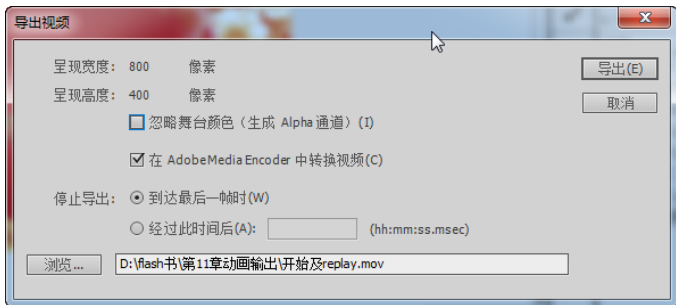 导出视频
呈现宽度: 800 像素
导出(E)
呈现高度: 400 像素
取消
忽略舞台颜色（生成 Alpha 通道）(I)
在 AdobeMedia Encoder 中转换视频(C)
停止导出: 到达最后一帧时(W)
经过此时间后(A): (hh:mm:ss.msec)
浏览... D:\flash书\第11章动画输出\开始及replay.mov